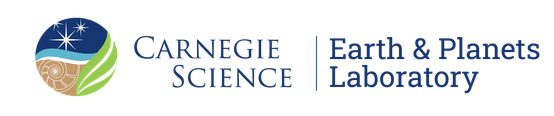 CARNEGIE
SCIENCE
Earth & Planets
Laboratory